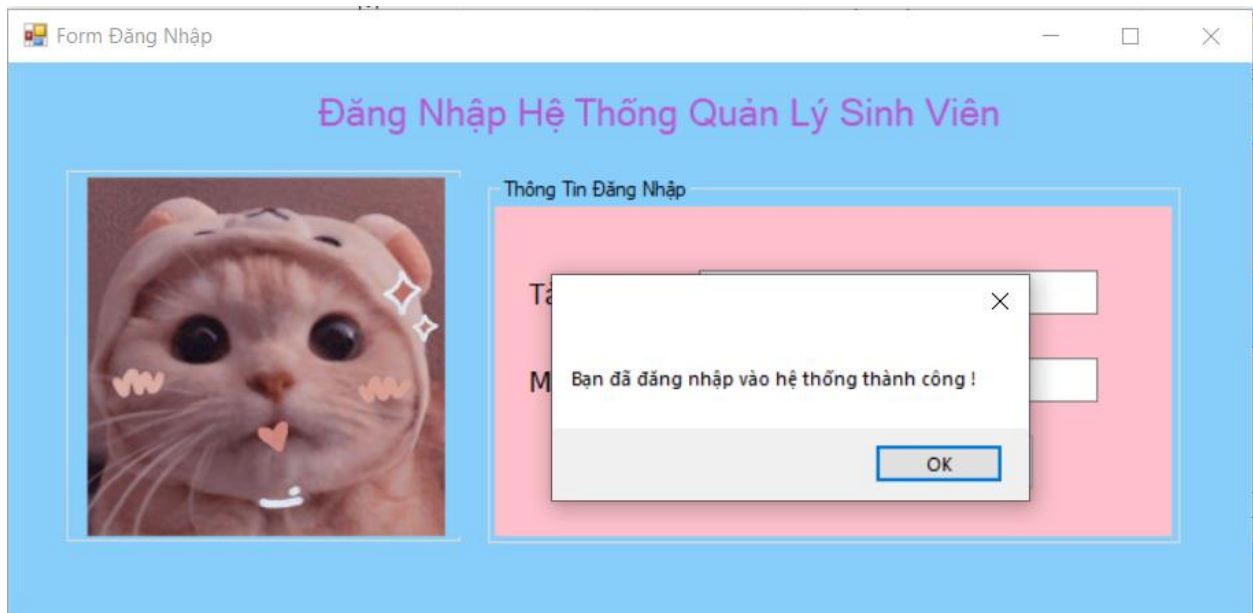 Form Đăng Nhập
Đăng Nhập Hệ Thống Quản Lý Sinh Viên
Thông Tin Đăng Nhập
Bạn đã đăng nhập vào hệ thống thành công !
OK